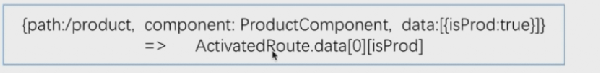 {path:/product, component: ProductComponent, data:[{isProd:true}]}
=> ActivatedRoute.data[0][isProd]